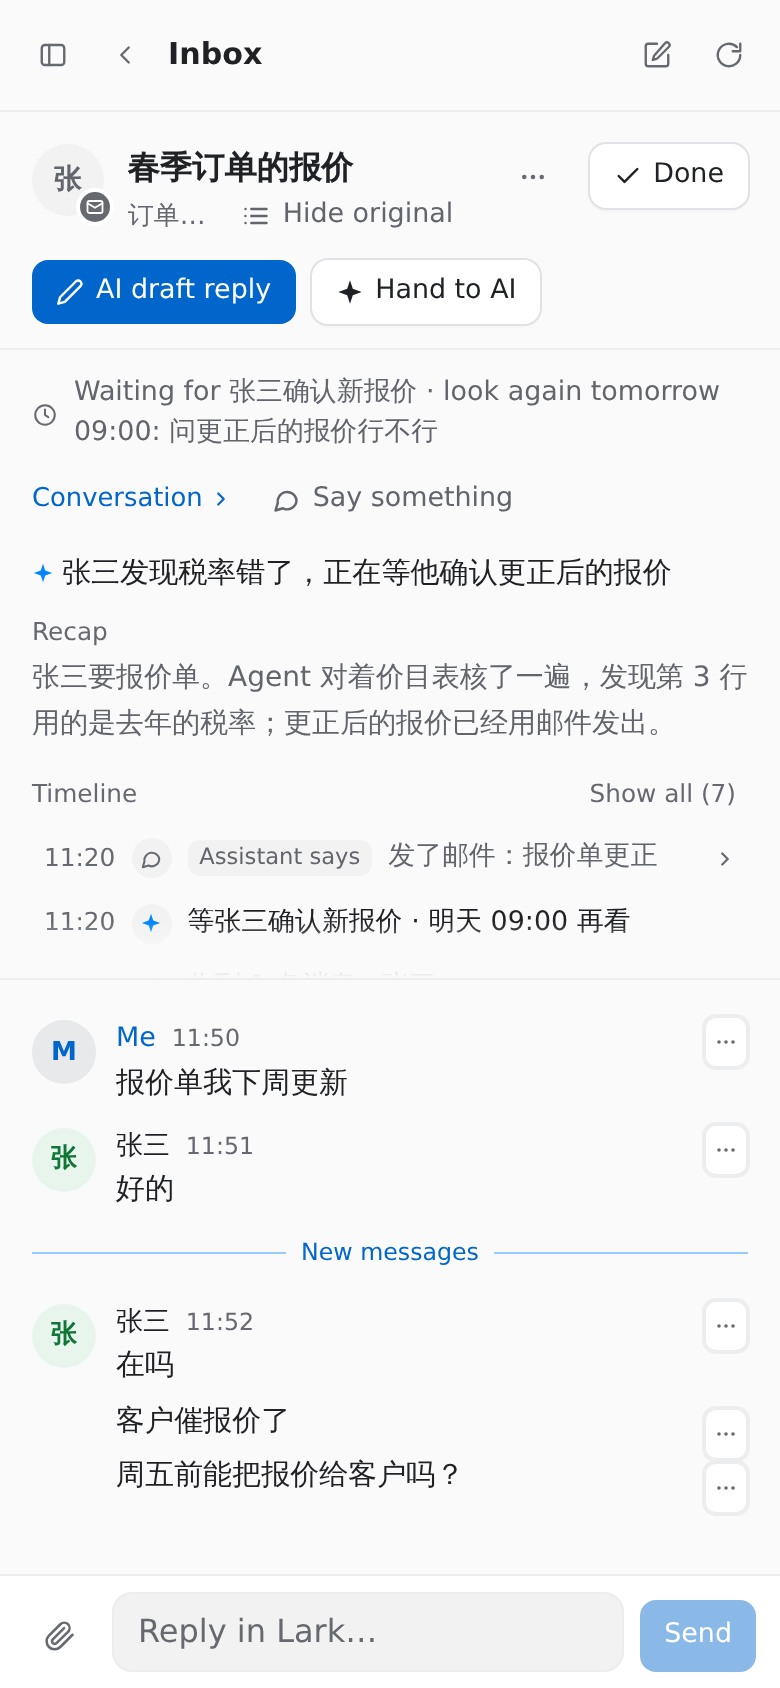 Inbox
张
春季订单的报价
订单...
Hide original
Done
AI draft reply
Hand to AI
Waiting for 张三确认新报价 · look again tomorrow
09:00: 问更正后的报价行不行
Conversation
Say something
张三发现税率错了，正在等他确认更正后的报价
Recap
张三要报价单。Agent 对着价目表核了一遍，发现第 3 行
用的是去年的税率；更正后的报价已经用邮件发出。
Timeline
Show all (7)
11:20 Assistant says 发了邮件：报价单更正
11:20 等张三确认新报价 · 明天 09:00 再看
M
Me 11:50
报价单我下周更新
张
张三 11:51
好的
New messages
张
张三 11:52
在吗
客户催报价了
周五前能把报价给客户吗？
Reply in Lark...
Send